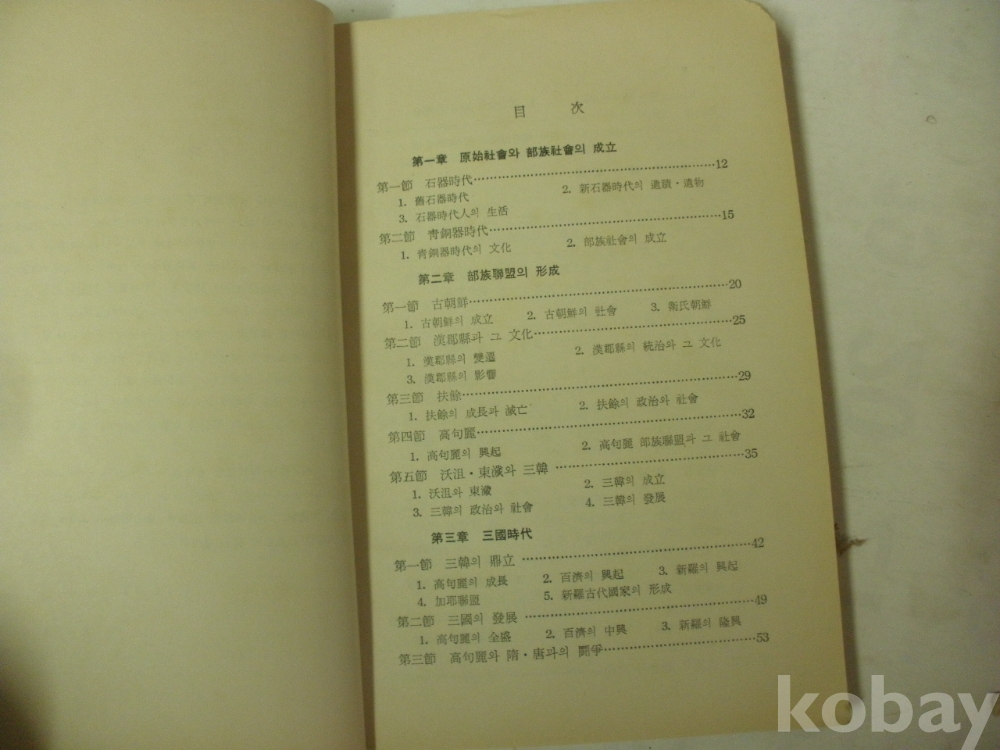 目 次
第一章 原始社會와 部族社會의 成立
第一節 石器時代 12
1. 舊石器時代 2. 新石器時代의 遺蹟・遺物
3. 石器時代人의 生活
第二節 靑銅器時代 15
1. 靑銅器時代의 文化 2. 部族社會의 成立
第二章 部族聯盟의 形成
第一節 古朝鮮 20
1. 古朝鮮의 成立 2. 古朝鮮의 社會 3. 衛氏朝鮮
第二節 漢郡縣과 그 文化 25
1. 漢郡縣의 變遷 2. 漢郡縣의 統治와 그 文化
3. 漢郡縣의 影響
第三節 扶餘 29
1. 扶餘의 成長과 滅亡 2. 扶餘의 政治와 社會
第四節 高句麗 32
1. 高句麗의 興起 2. 高句麗 部族聯盟과 그 社會
第五節 沃沮・東濊와 三韓 35
1. 沃沮와 東濊 2. 三韓의 成立
3. 三韓의 政治와 社會 4. 三韓의 發展
第三章 三國時代
第一節 三韓의 鼎立 42
1. 高句麗의 成長 2. 百濟의 興起 3. 新羅의 興起
4. 加耶聯盟 5. 新羅古代國家의 形成
第二節 三國의 發展 49
1. 高句麗의 全盛 2. 百濟의 中興 3. 新羅의 隆興
第三節 高句麗와 隋・唐과의 鬪爭 53
kobay